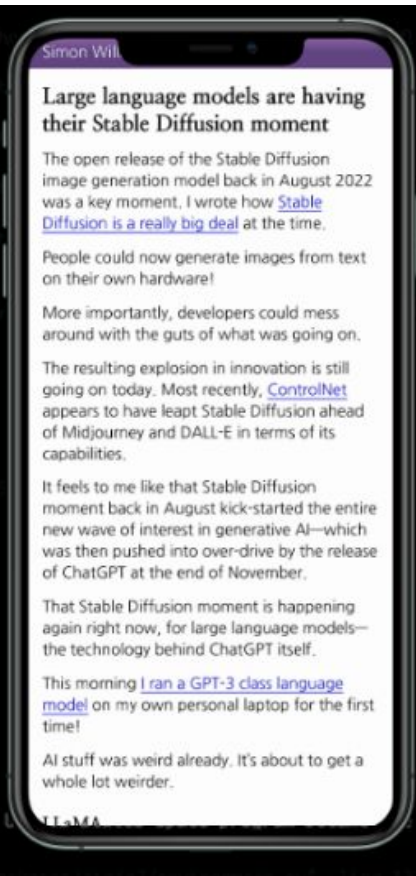 Simon Will
Large language models are having
their Stable Diffusion moment
The open release of the Stable Diffusion
image generation model back in August 2022
was a key moment. I wrote how Stable
Diffusion is a really big deal at the time.
People could now generate images from text
on their own hardware!
More importantly, developers could mess
around with the guts of what was going on.
The resulting explosion in innovation is still
going on today. Most recently, ControlNet
appears to have leapt Stable Diffusion ahead
of Midjourney and DALL-E in terms of its
capabilities.
It feels to me like that Stable Diffusion
moment back in August kick-started the entire
new wave of interest in generative AI—which
was then pushed into over-drive by the release
of ChatGPT at the end of November.
That Stable Diffusion moment is happening
again right now, for large language models—
the technology behind ChatGPT itself.
This morning I ran a GPT-3 class language
model on my own personal laptop for the first
time!
AI stuff was weird already. It's about to get a
whole lot weirder.
LLaMA